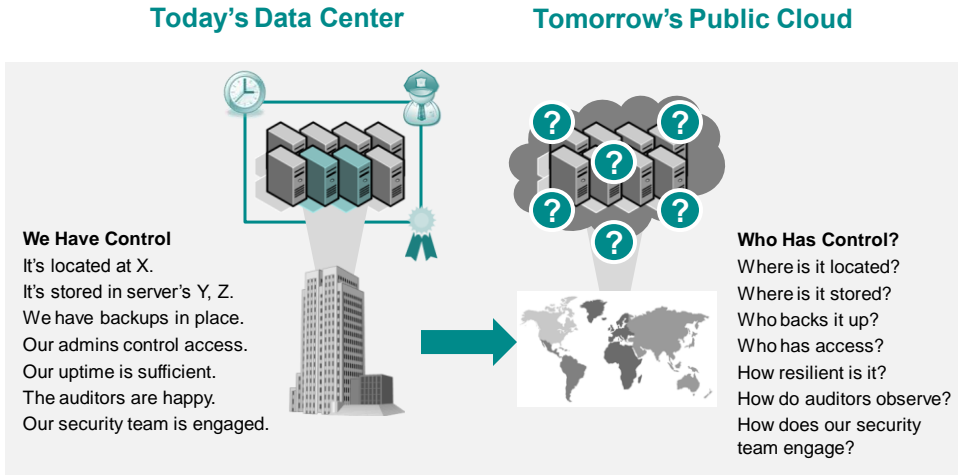 Today's Data Center
Tomorrow's Public Cloud
?
?
?
?
?
?
We Have Control
It's located at X.
It's stored in server's Y, Z.
We have backups in place.
Our admins control access.
Our uptime is sufficient.
The auditors are happy.
Our security team is engaged.
Who Has Control?
Where is it located?
Where is it stored?
Who backs it up?
Who has access?
How resilient is it?
How do auditors observe?
How does our security
team engage?